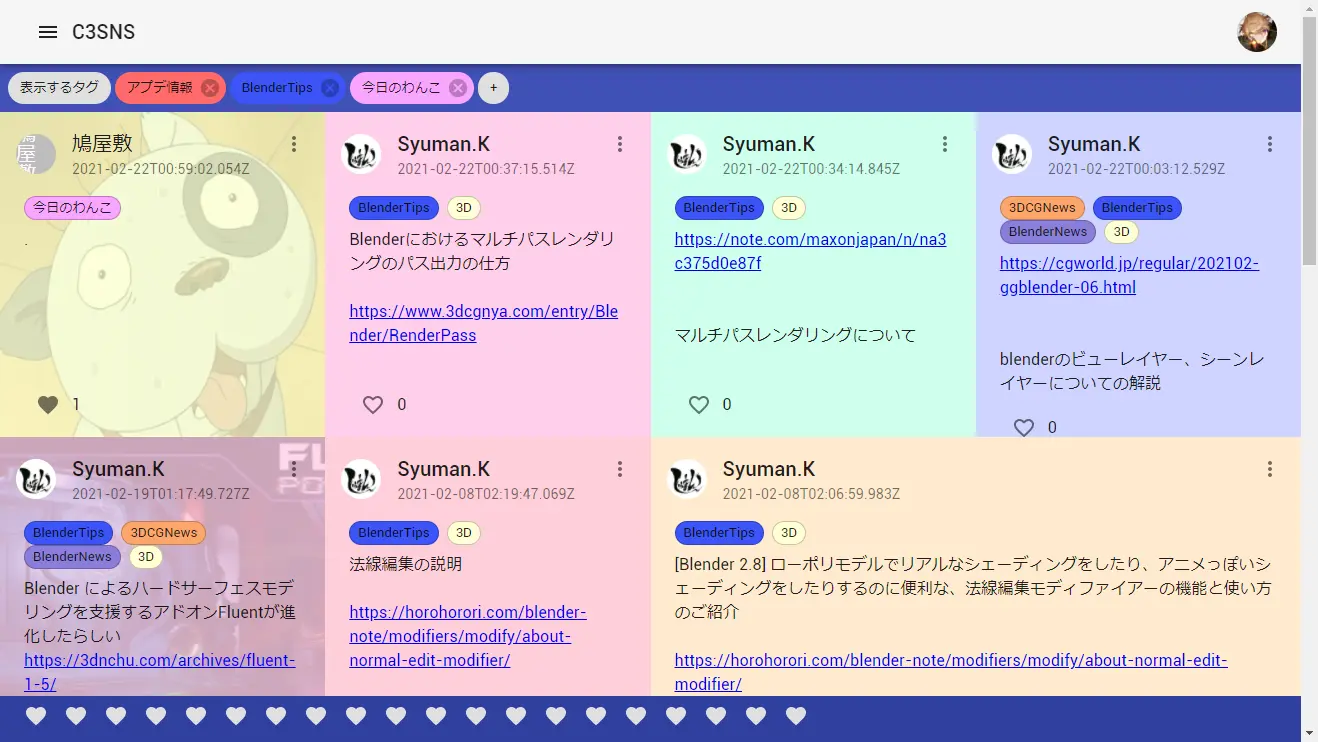 C3SNS
表示するタグ
アプデ情報
BlenderTips
今日のわんこ
+
鳩屋敷
2021-02-22T00:59:02.054Z
今日のわんこ
.
1
Syuman.K
2021-02-22T00:37:15.514Z
BlenderTips 3D
Blenderにおけるマルチパスレンダリ
ングのパス出力の仕方
https://www.3dcgnya.com/entry/Ble
nder/RenderPass
0
Syuman.K
2021-02-22T00:34:14.845Z
BlenderTips 3D
https://note.com/maxonjapan/n/na3
c375d0e87f
マルチパスレンダリングについて
0
Syuman.K
2021-02-22T00:03:12.529Z
3DCGNews BlenderTips
BlenderNews 3D
https://cgworld.jp/regular/202102-
ggblender-06.html
blenderのビューレイヤー、シーンレ
イヤーについての解説
0
Syuman.K
2021-02-19T01:17:49.727Z
BlenderTips 3DCGNews
BlenderNews 3D
Blender によるハードサーフェスモデ
リングを支援するアドオンFluentが進
化したらしい
https://3dnchu.com/archives/fluent-
1-5/
Syuman.K
2021-02-08T02:19:47.069Z
BlenderTips 3D
法線編集の説明
https://horohorori.com/blender-
note/modifiers/modify/about-
normal-edit-modifier/
Syuman.K
2021-02-08T02:06:59.983Z
BlenderTips 3D
[Blender 2.8] ローポリモデルでリアルなシェーディングをしたり、アニメっぽいシ
ェーディングをしたりするのに便利な、法線編集モディファイアーの機能と使い方
のご紹介
https://horohorori.com/blender-note/modifiers/modify/about-normal-edit-
modifier/